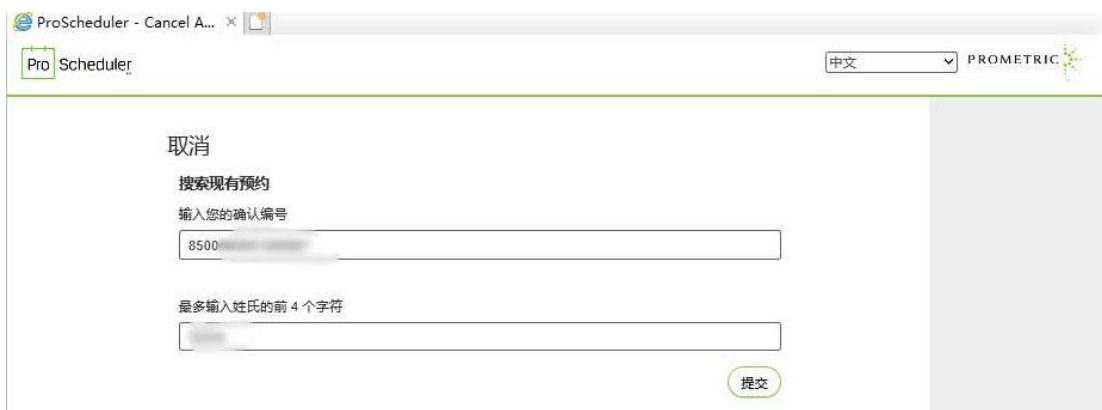 ProScheduler - Cancel A...
Pro Scheduler
中文
PROMETRIC
取消
搜索现有预约
输入您的确认编号
8500
最多输入姓氏的前 4 个字符
提交